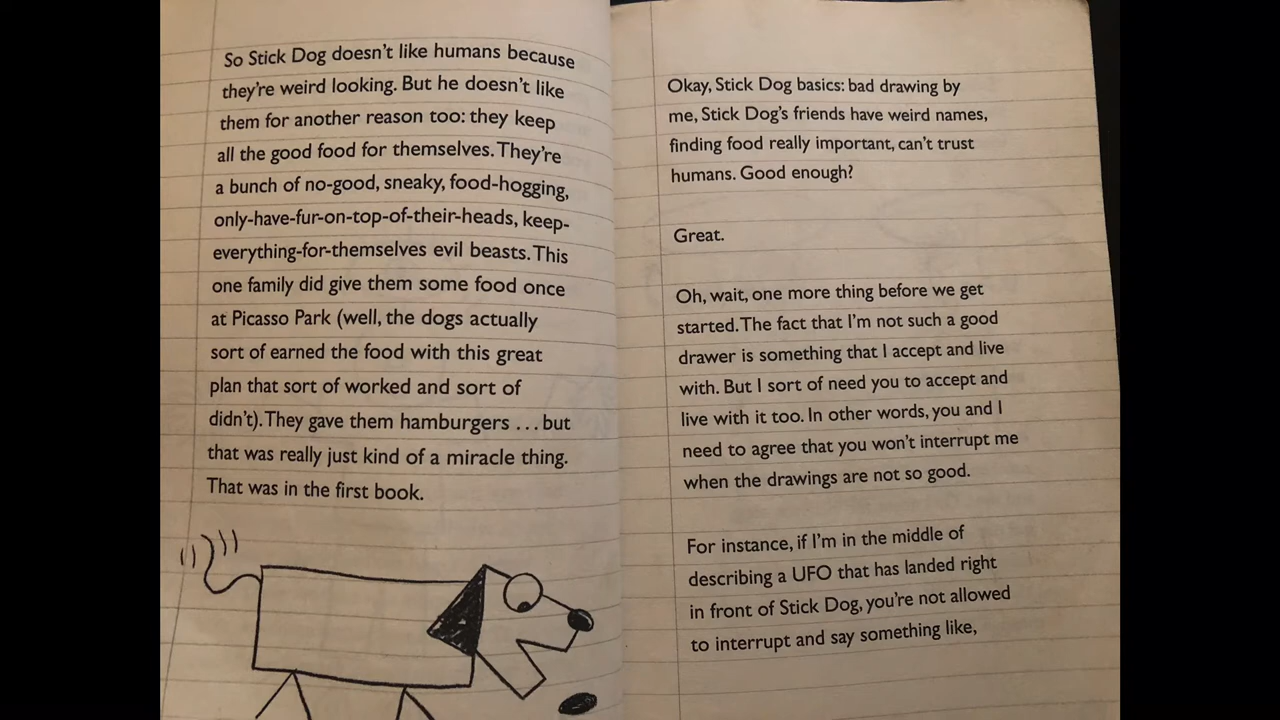 So Stick Dog doesn't like humans because
they're weird looking. But he doesn't like
them for another reason too: they keep
all the good food for themselves. They're
a bunch of no-good, sneaky, food-hogging,
only-have-fur-on-top-of-their-heads, keep-
everything-for-themselves evil beasts. This
one family did give them some food once
at Picasso Park (well, the dogs actually
sort of earned the food with this great
plan that sort of worked and sort of
didn't). They gave them hamburgers ... but
that was really just kind of a miracle thing.
That was in the first book.
Okay, Stick Dog basics: bad drawing by
me, Stick Dog's friends have weird names,
finding food really important, can't trust
humans. Good enough?
Great.
Oh, wait, one more thing before we get
started. The fact that I'm not such a good
drawer is something that I accept and live
with. But I sort of need you to accept and
live with it too. In other words, you and I
need to agree that you won't interrupt me
when the drawings are not so good.
For instance, if I'm in the middle of
describing a UFO that has landed right
in front of Stick Dog, you're not allowed
to interrupt and say something like,